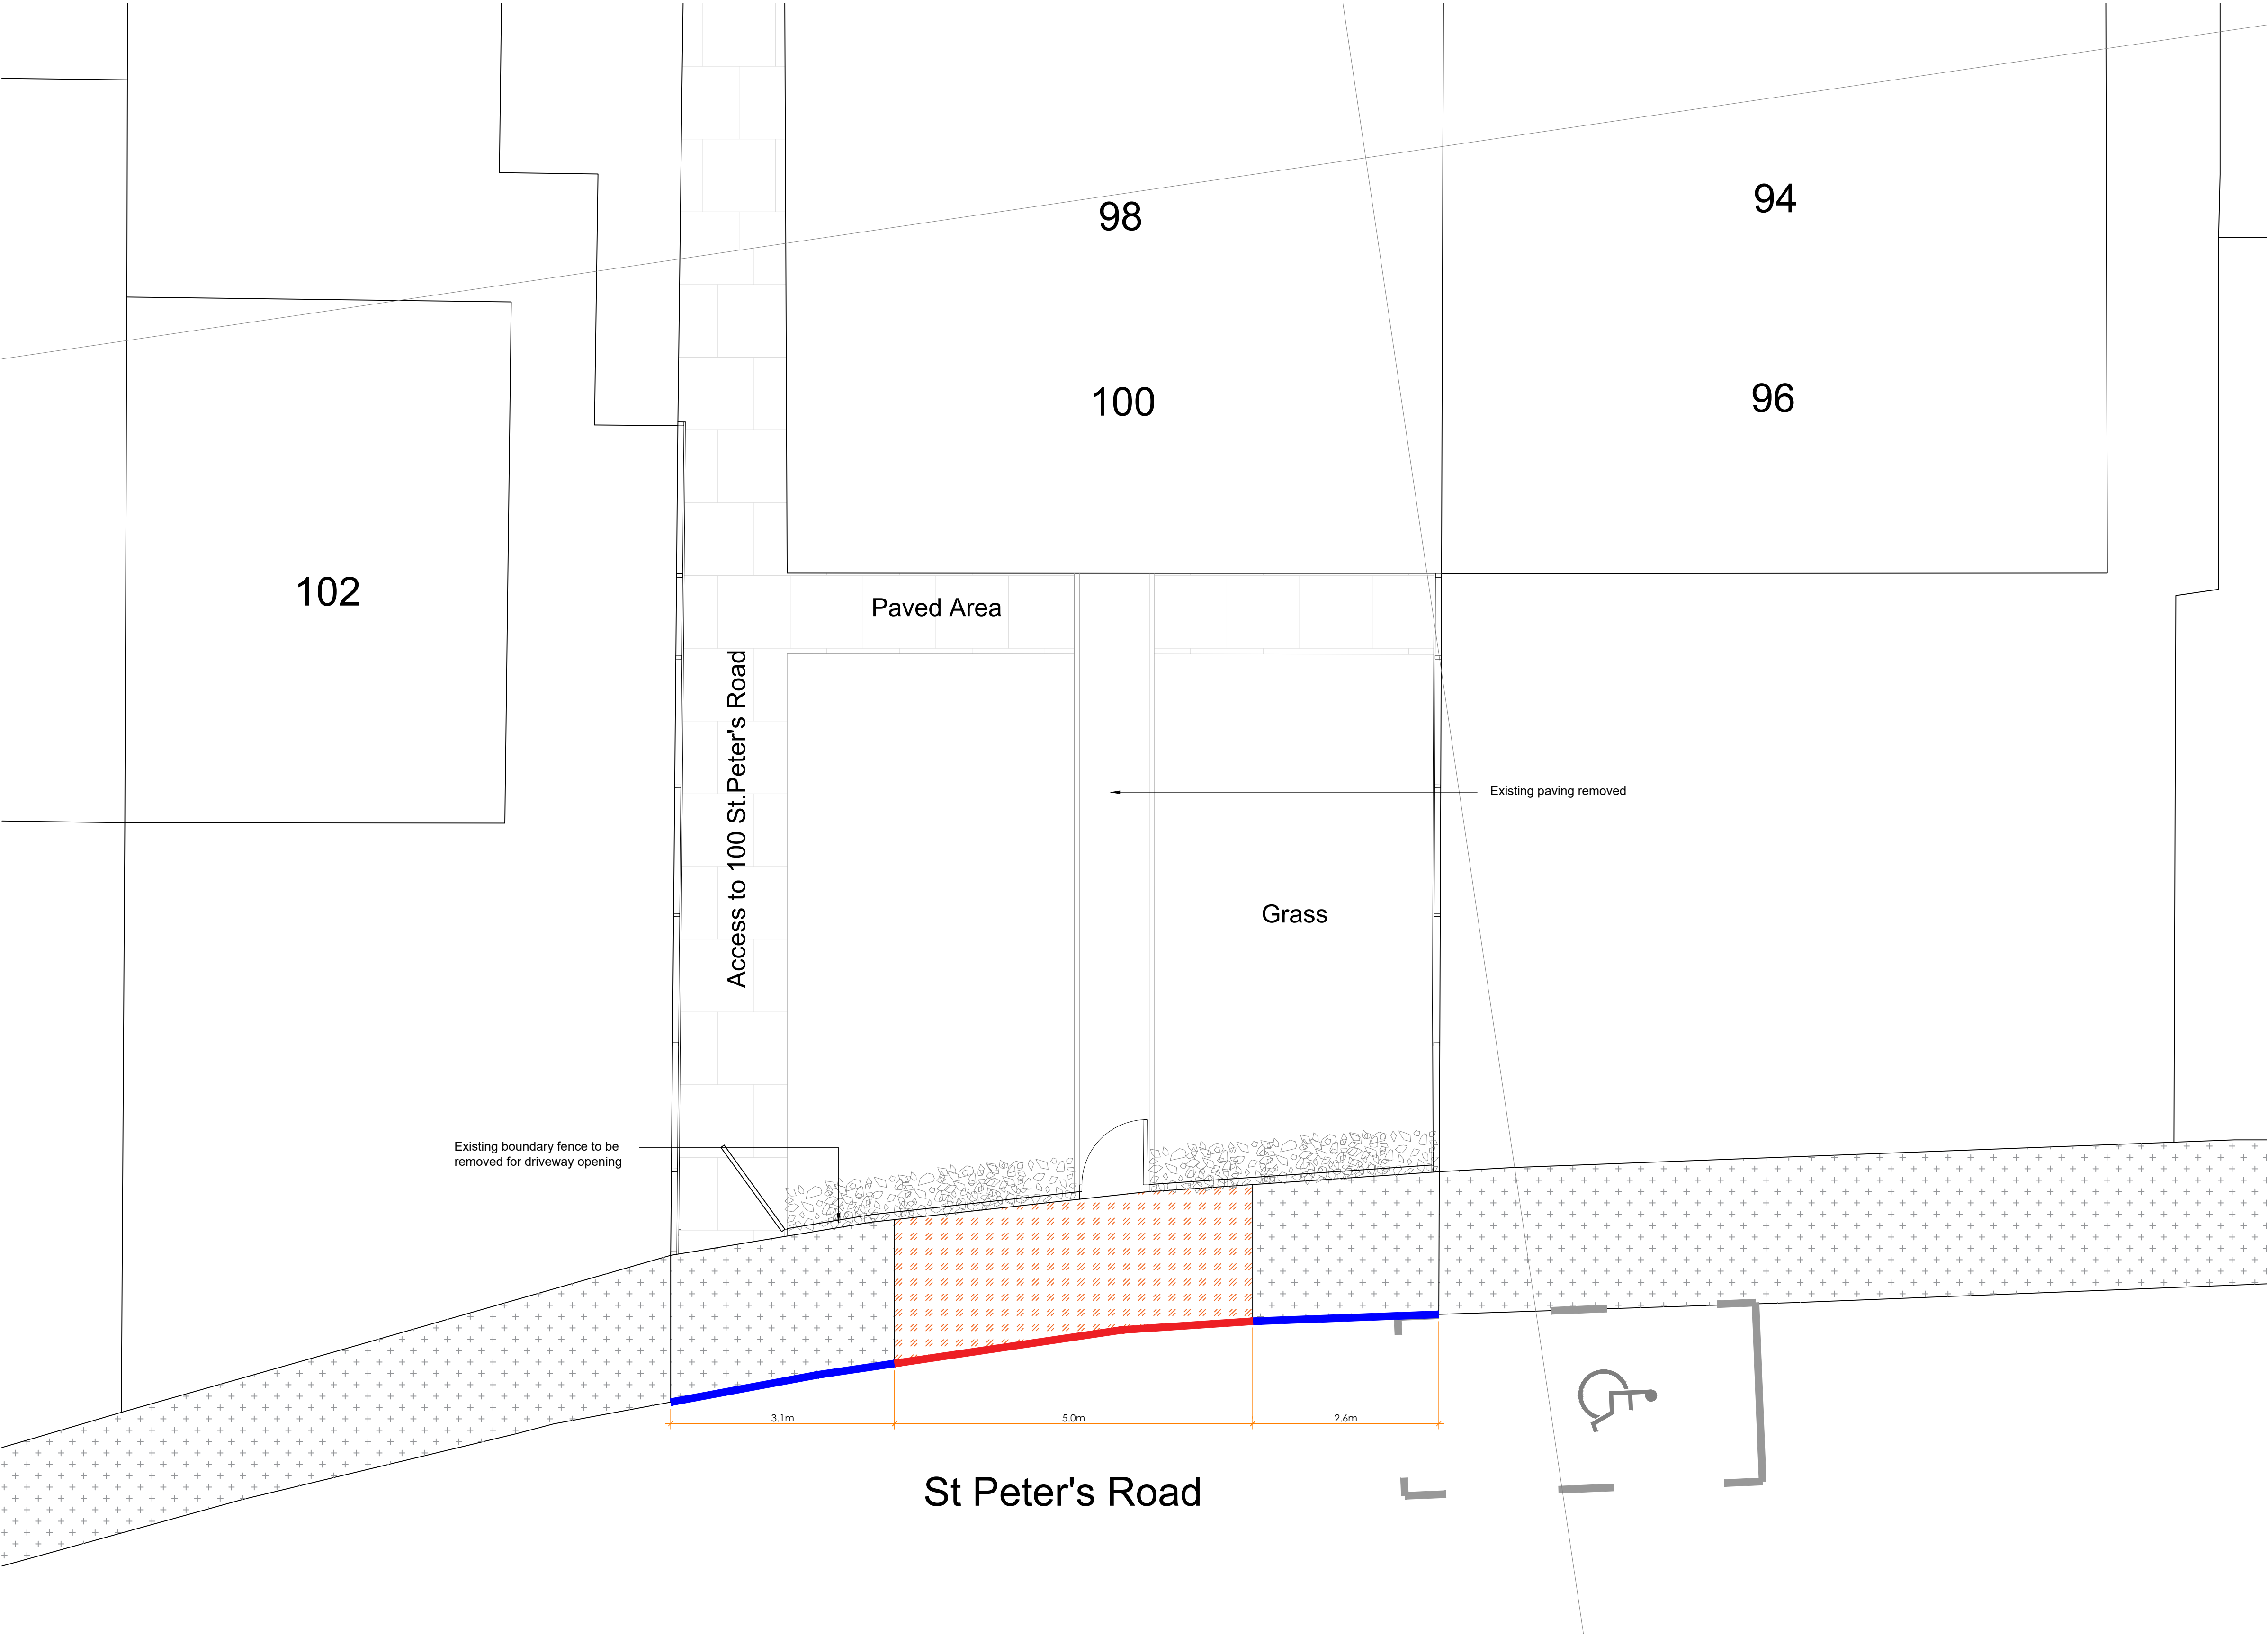 98
94
100
96
102
Paved Area
Access to 100 St.Peter's Road
Existing paving removed
Grass
Existing boundary fence to be
removed for driveway opening
3.1m
5.0m
2.6m
St Peter's Road